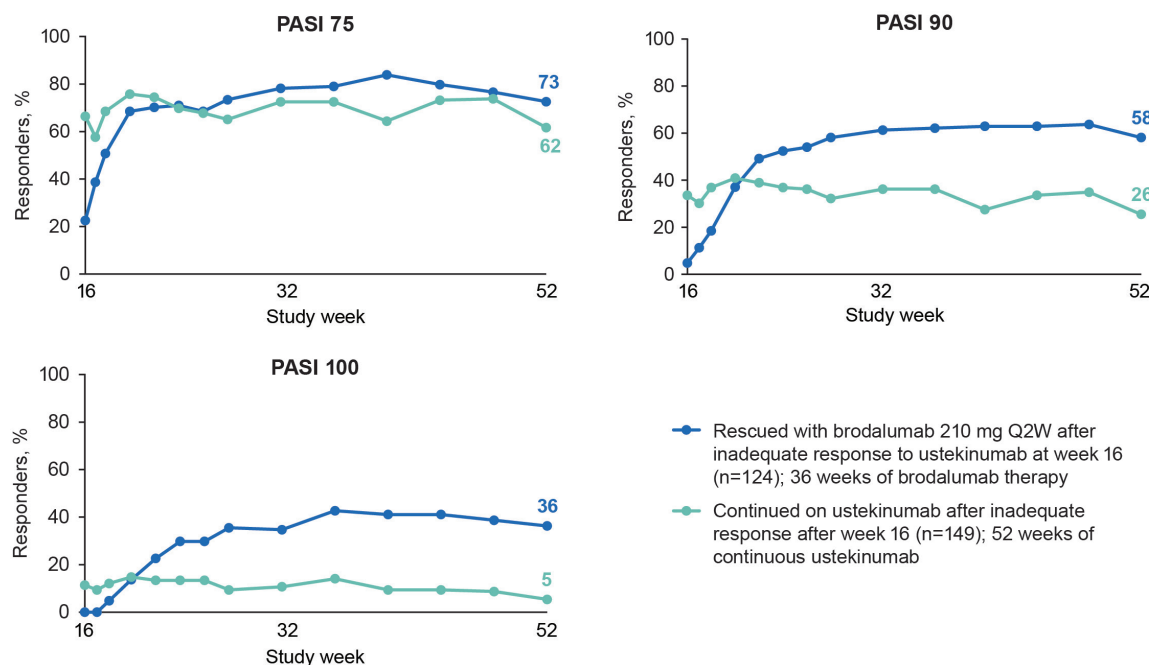 PASI 75
100
80
60
40
20
0
Responders, %
73
62
16
32
52
Study week
PASI 90
100
80
60
40
20
0
Responders, %
58
26
16
32
52
Study week
PASI 100
100
80
60
40
20
0
Responders, %
36
5
16
32
52
Study week
Rescued with brodalumab 210 mg Q2W after
inadequate response to ustekinumab at week 16
(n=124); 36 weeks of brodalumab therapy
Continued on ustekinumab after inadequate
response after week 16 (n=149); 52 weeks of
continuous ustekinumab